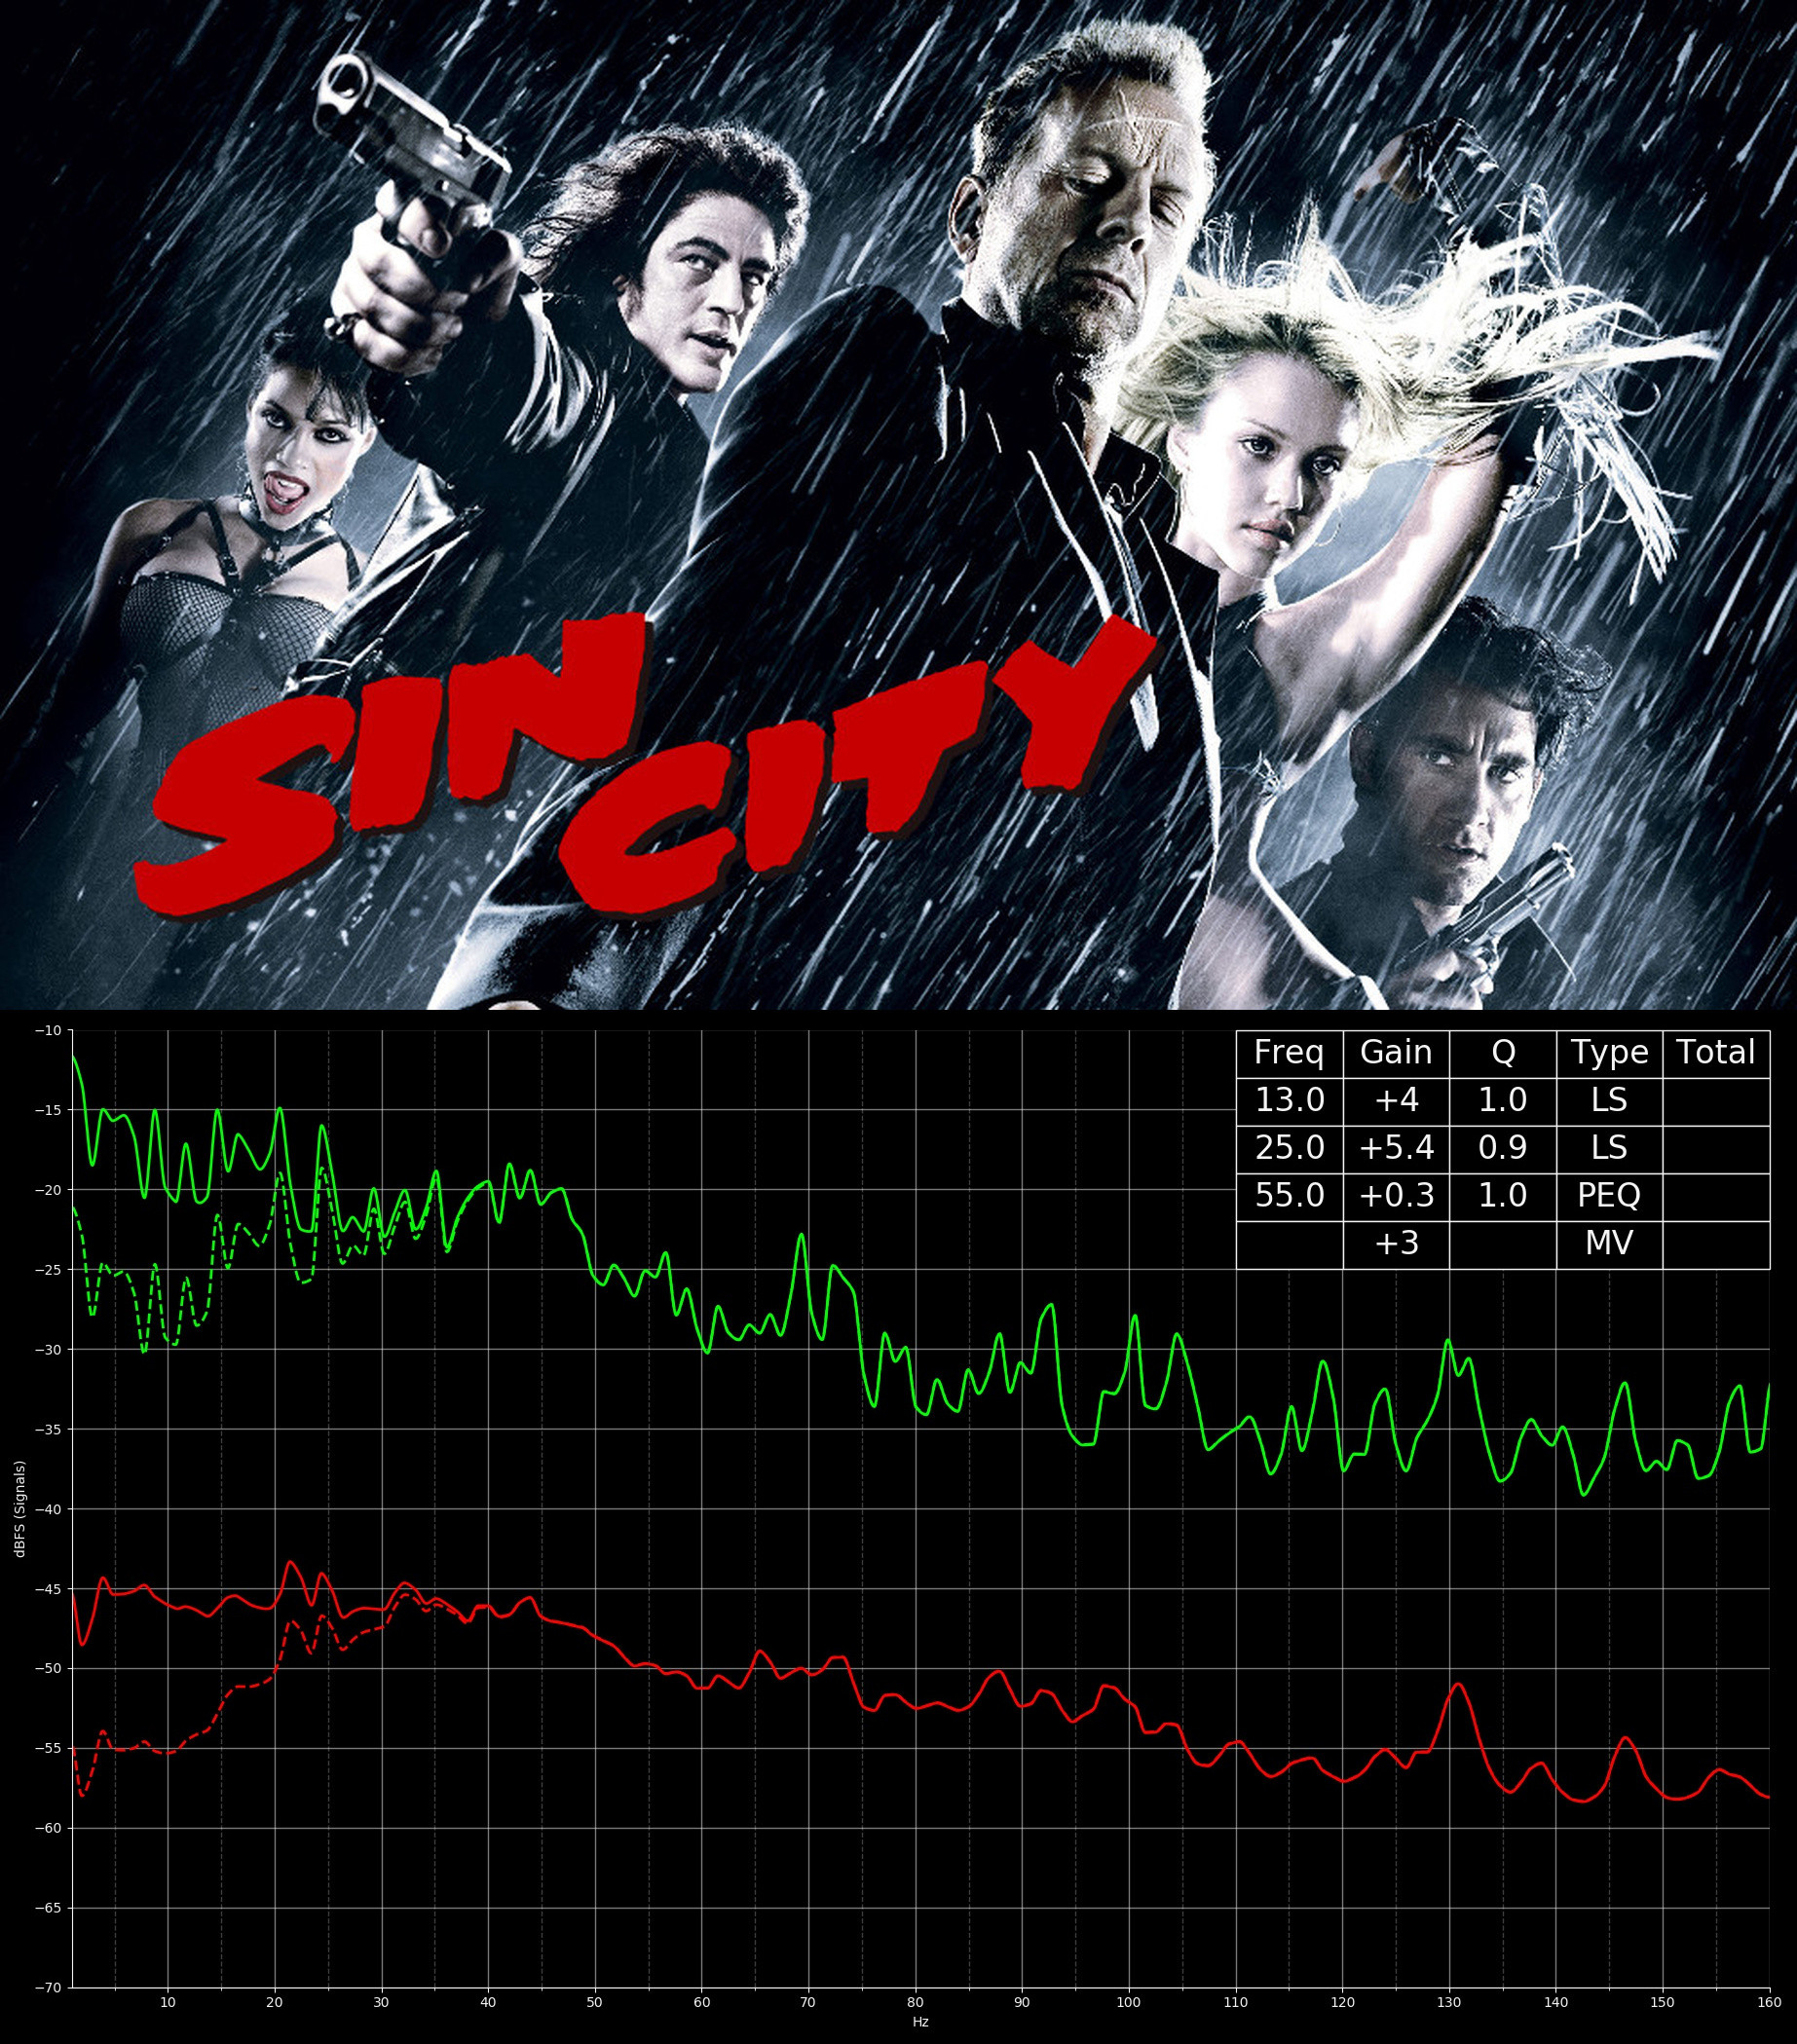 SIN
CITY
Freq Gain Q Type Total
13.0 +4 1.0 LS
25.0 +5.4 0.9 LS
55.0 +0.3 1.0 PEQ
+3 MV
−10
−15
−20
−25
−30
−35
−40
−45
−50
−55
−60
−65
−70
dBFS (Signals)
10 20 30 40 50 60 70 80 90 100 110 120 130 140 150 160
Hz